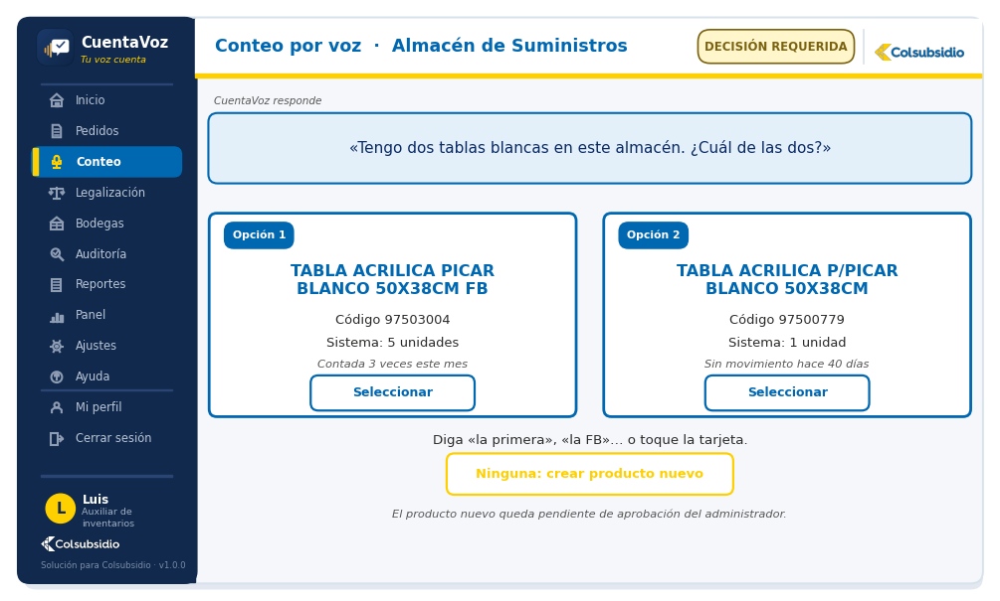 CuentaVoz
Tu voz cuenta
Inicio
Pedidos
Conteo
Legalización
Bodegas
Auditoría
Reportes
Panel
Ajustes
Ayuda
Mi perfil
Cerrar sesión
L
Luis
Auxiliar de
inventarios
Colsubsidio
Solución para Colsubsidio · v1.0.0
Conteo por voz · Almacén de Suministros
DECISIÓN REQUERIDA
Colsubsidio
CuentaVoz responde
«Tengo dos tablas blancas en este almacén. ¿Cuál de las dos?»
Opción 1
TABLA ACRILICA PICAR
BLANCO 50X38CM FB
Código 97503004
Sistema: 5 unidades
Contada 3 veces este mes
Seleccionar
Opción 2
TABLA ACRILICA P/PICAR
BLANCO 50X38CM
Código 97500779
Sistema: 1 unidad
Sin movimiento hace 40 días
Seleccionar
Diga «la primera», «la FB»… o toque la tarjeta.
Ninguna: crear producto nuevo
El producto nuevo queda pendiente de aprobación del administrador.